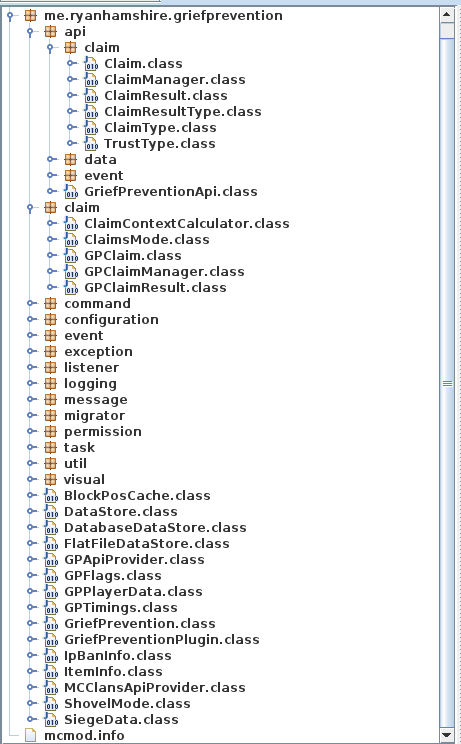 me.ryanhamshire.griefprevention
api
claim
Claim.class
ClaimManager.class
ClaimResult.class
ClaimResultType.class
ClaimType.class
TrustType.class
data
event
GriefPreventionApi.class
claim
ClaimContextCalculator.class
ClaimsMode.class
GPClaim.class
GPClaimManager.class
GPClaimResult.class
command
configuration
event
exception
listener
logging
message
migrator
permission
task
util
visual
BlockPosCache.class
DataStore.class
DatabaseDataStore.class
FlatFileDataStore.class
GPApiProvider.class
GPFlags.class
GPPlayerData.class
GPTimings.class
GriefPrevention.class
GriefPreventionPlugin.class
IpBanInfo.class
ItemInfo.class
MCClansApiProvider.class
ShovelMode.class
SiegeData.class
mcmod.info